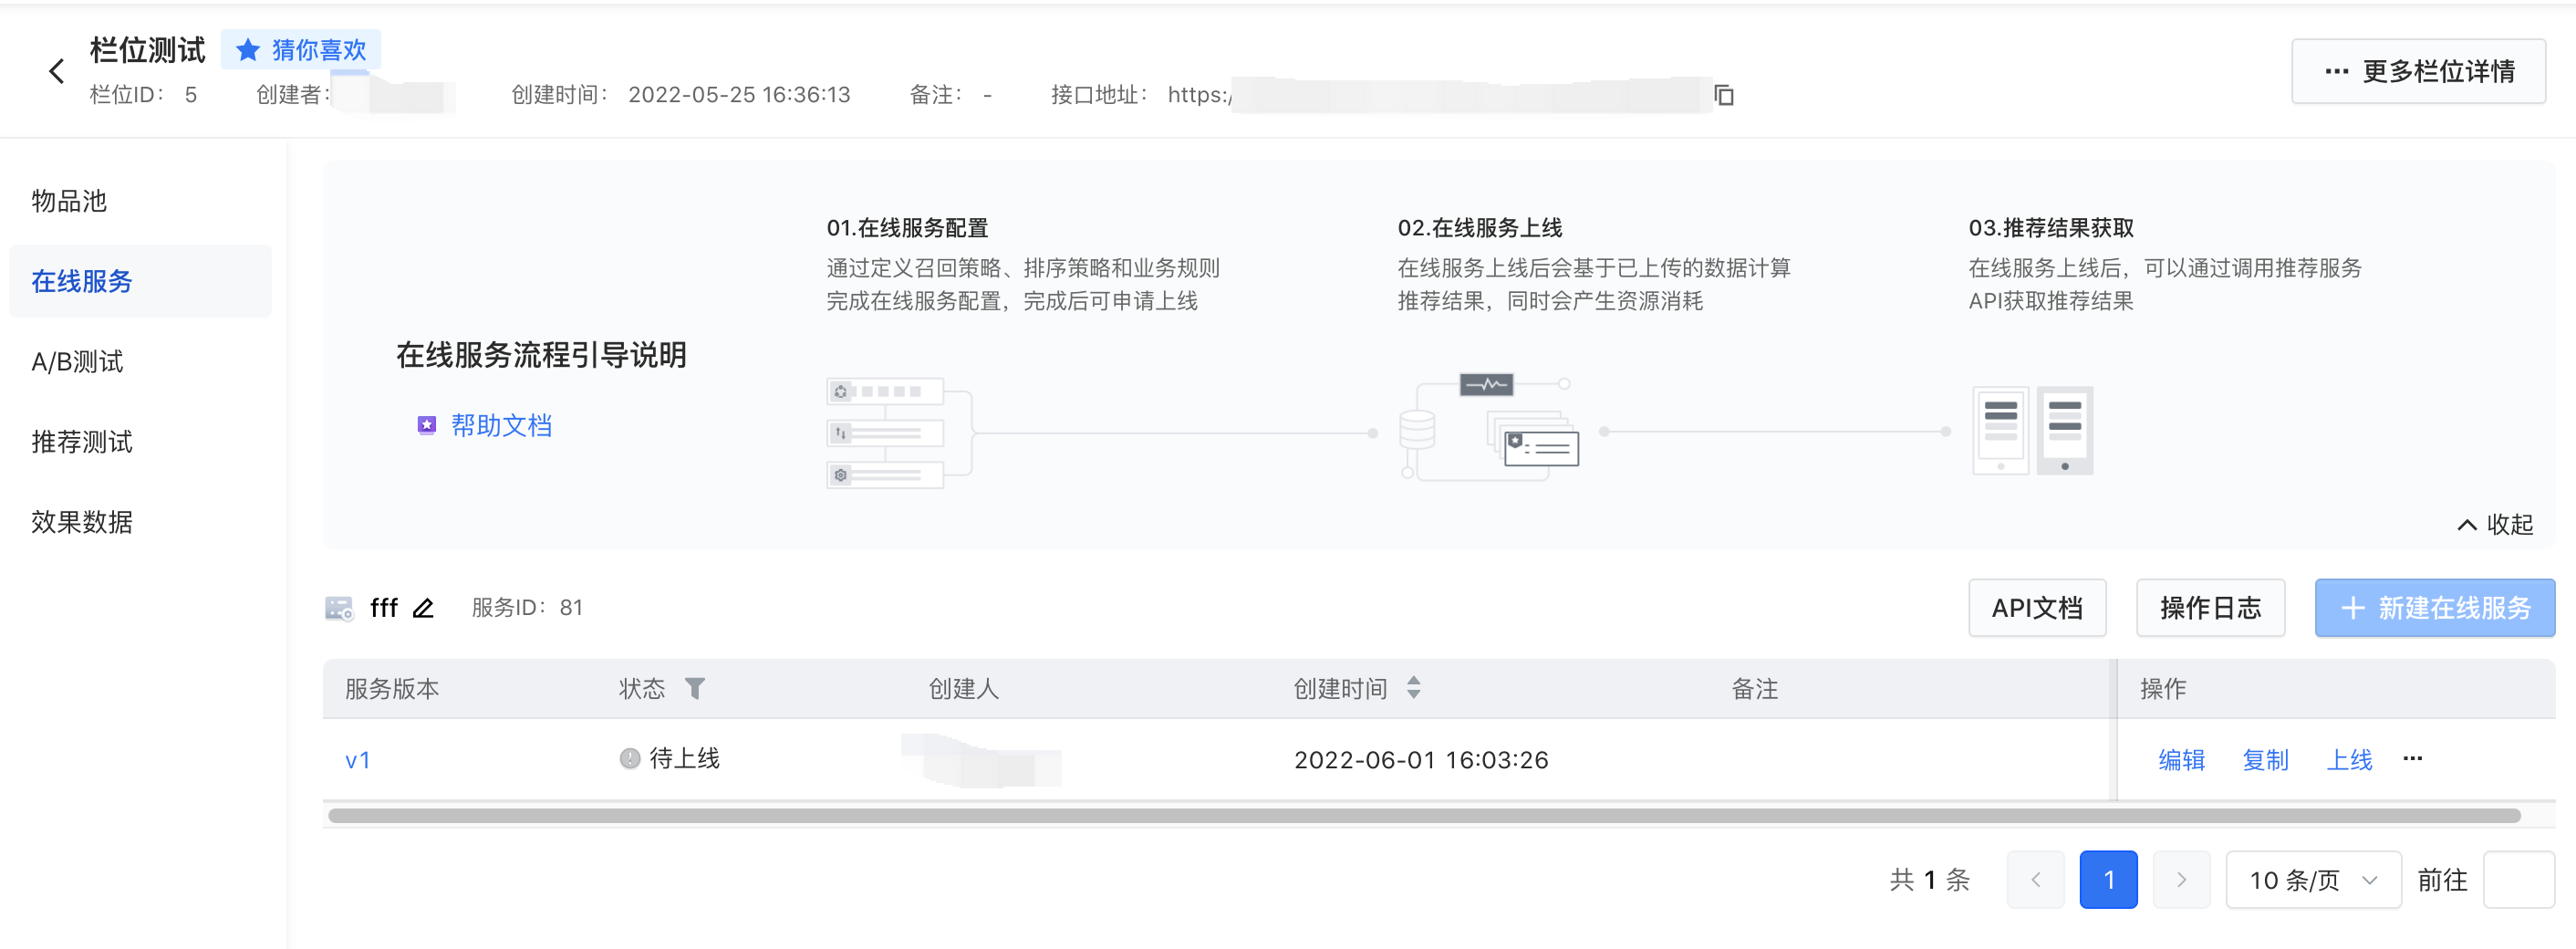 栏位测试 猜你喜欢
栏位ID： 5 创建者: 创建时间： 2022-05-25 16:36:13 备注： - 接口地址： https:/
更多栏位详情
物品池
在线服务
A/B测试
推荐测试
效果数据
在线服务流程引导说明
帮助文档
01.在线服务配置
通过定义召回策略、排序策略和业务规则
完成在线服务配置，完成后可申请上线
02.在线服务上线
在线服务上线后会基于已上传的数据计算
推荐结果，同时会产生资源消耗
03.推荐结果获取
在线服务上线后，可以通过调用推荐服务
API获取推荐结果
收起
fff 服务ID： 81
API文档 操作日志 新建在线服务
服务版本 状态 创建人 创建时间 备注 操作
v1 待上线 2022-06-01 16:03:26 编辑 复制 上线 ···
共 1 条 1 10 条/页 前往